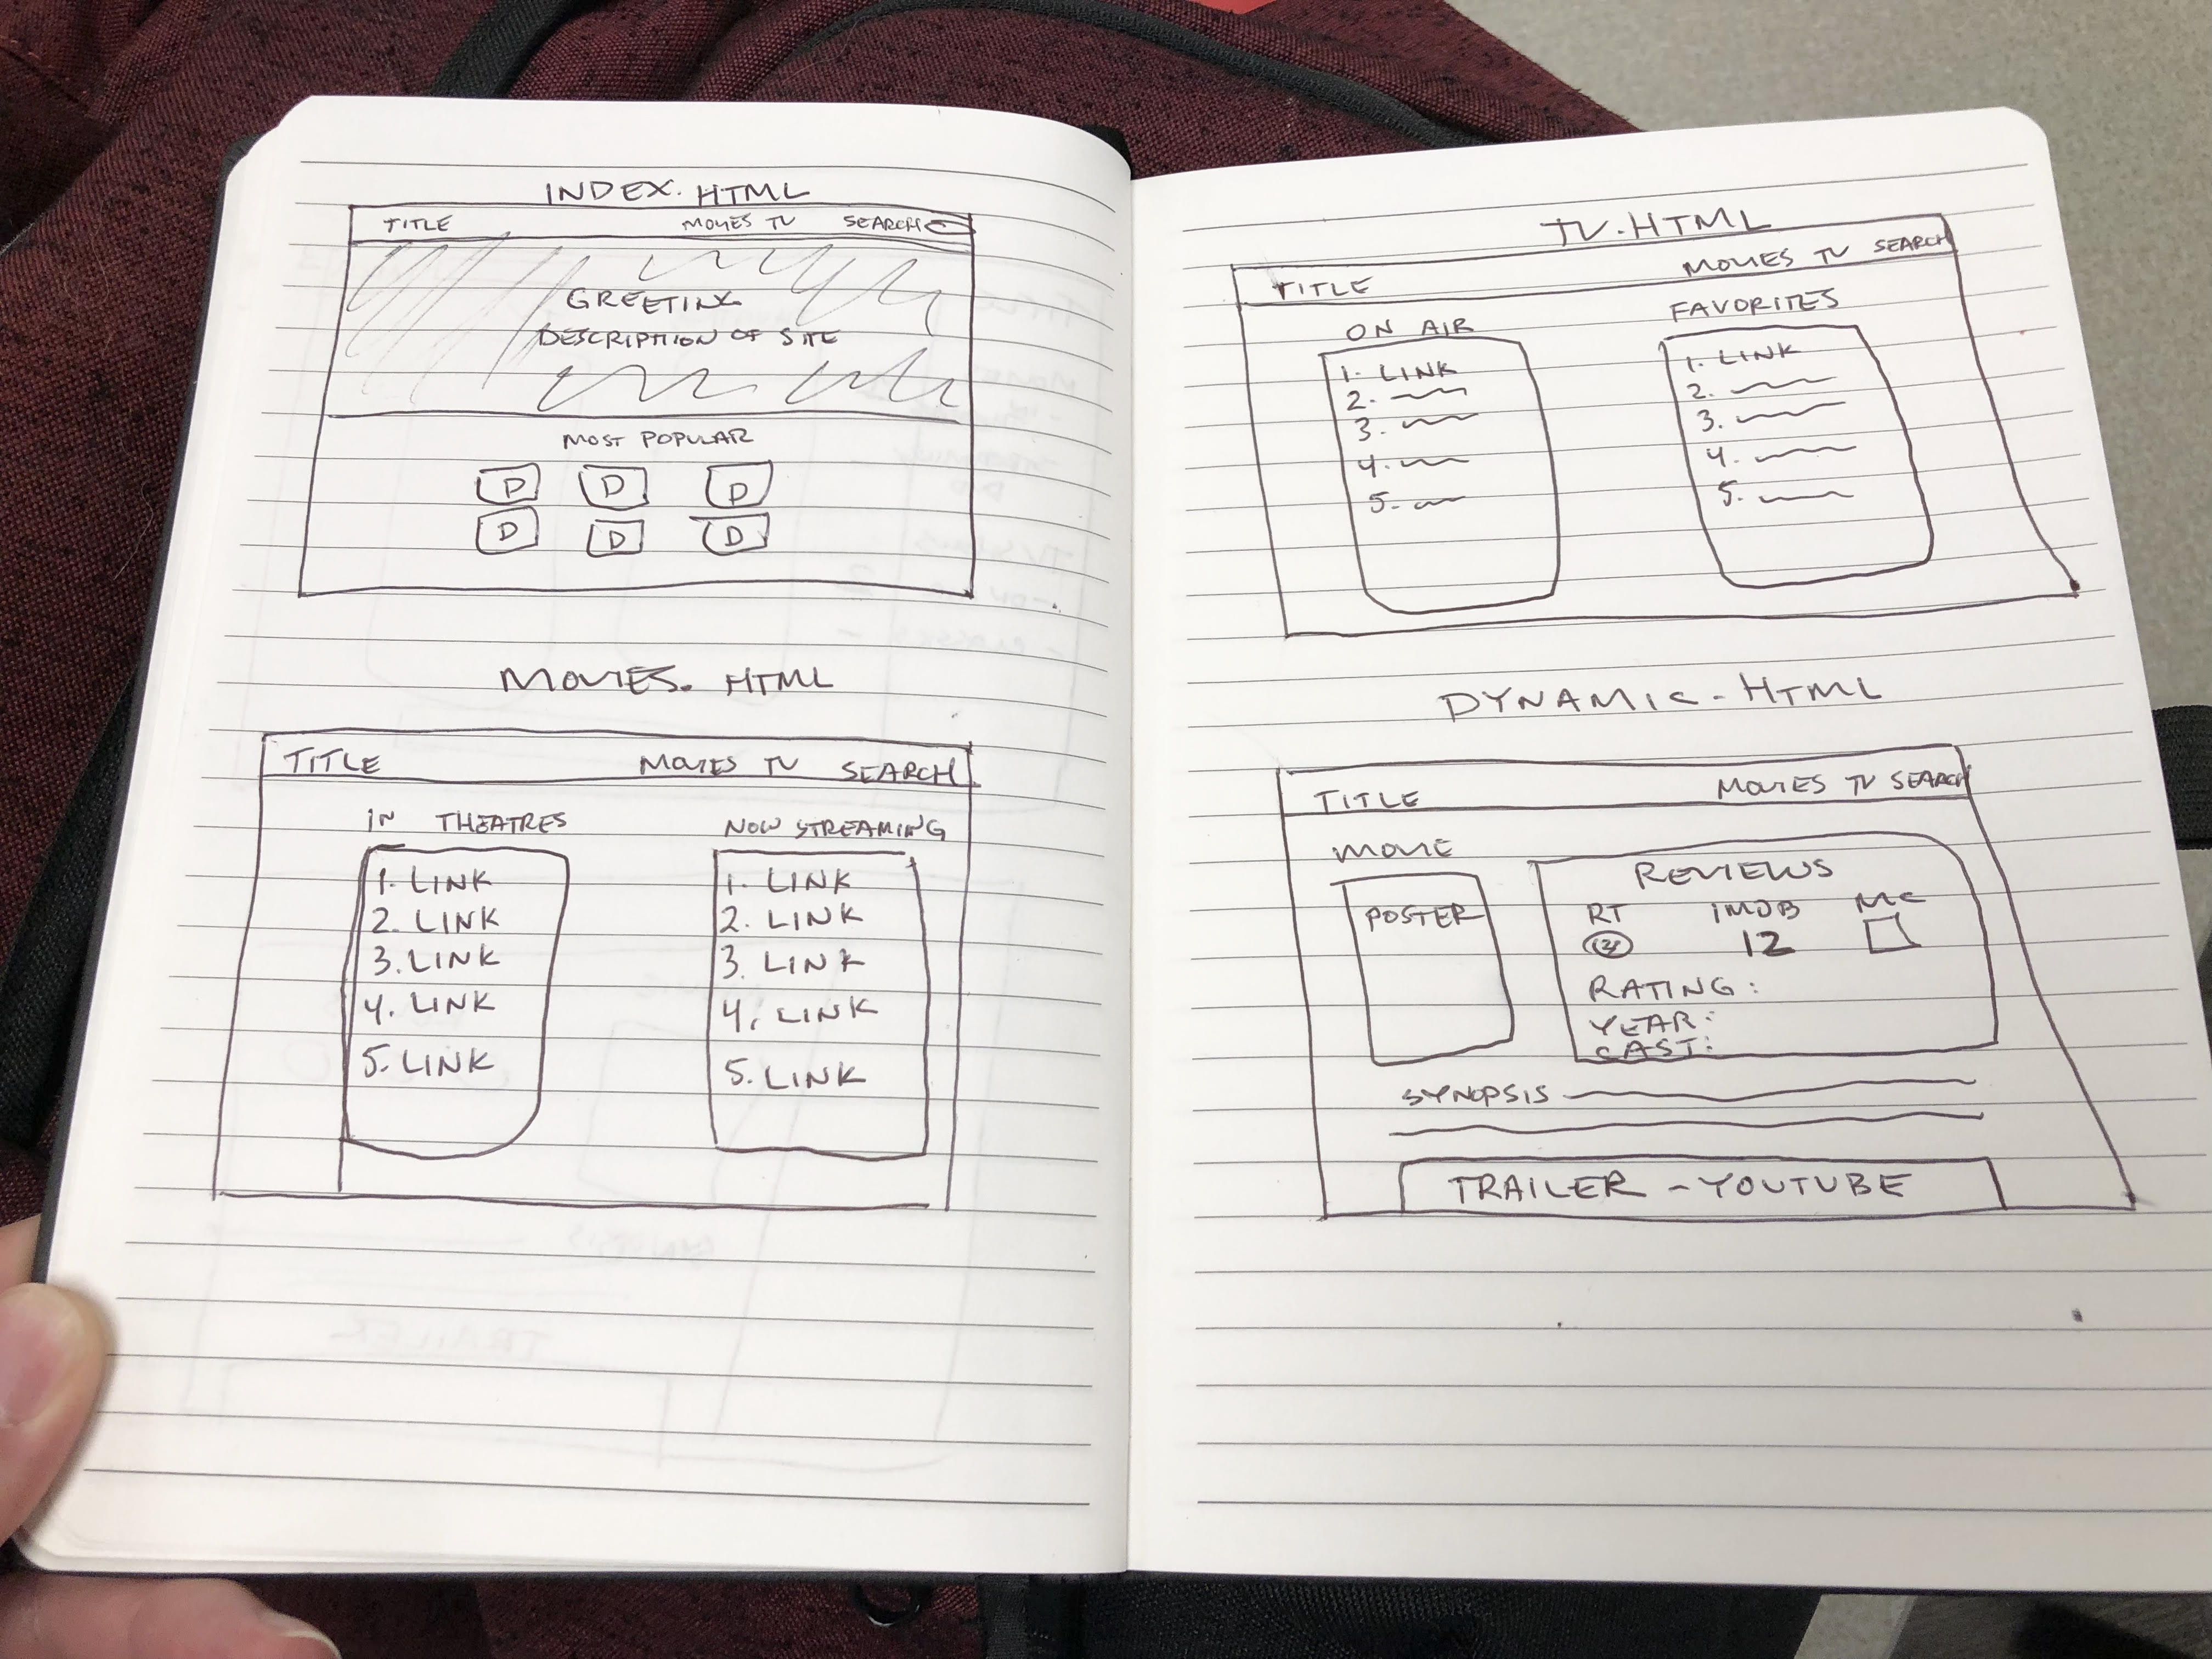 INDEX. HTML
TITLE MOVIES TV SEARCH
GREETING
DESCRIPTION OF SITE
MOST POPULAR
D D D
D D D
MOVIES. HTML
TITLE MOVIES TV SEARCH
IN THEATRES NOW STREAMING
1. LINK 1. LINK
2. LINK 2. LINK
3. LINK 3. LINK
4. LINK 4. LINK
5. LINK 5. LINK
TV.HTML
TITLE MOVIES TV SEARCH
ON AIR FAVORITES
1. LINK 1. LINK
2. 2.
3. 3.
4. 4.
5. 5.
DYNAMIC.HTML
TITLE MOVIES TV SEARCH
MOVIE
POSTER
REVIEWS
RT IMDB MC
12
RATING:
YEAR:
CAST:
SYNOPSIS
TRAILER - YOUTUBE